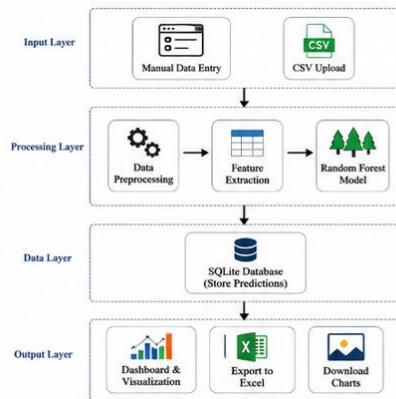 Input Layer
Manual Data Entry
CSV
CSV Upload
Processing Layer
Data
Preprocessing
Feature
Extraction
Random Forest
Model
Data Layer
SQLite Database
(Store Predictions)
Output Layer
Dashboard &
Visualization
X
Export to
Excel
Download
Charts